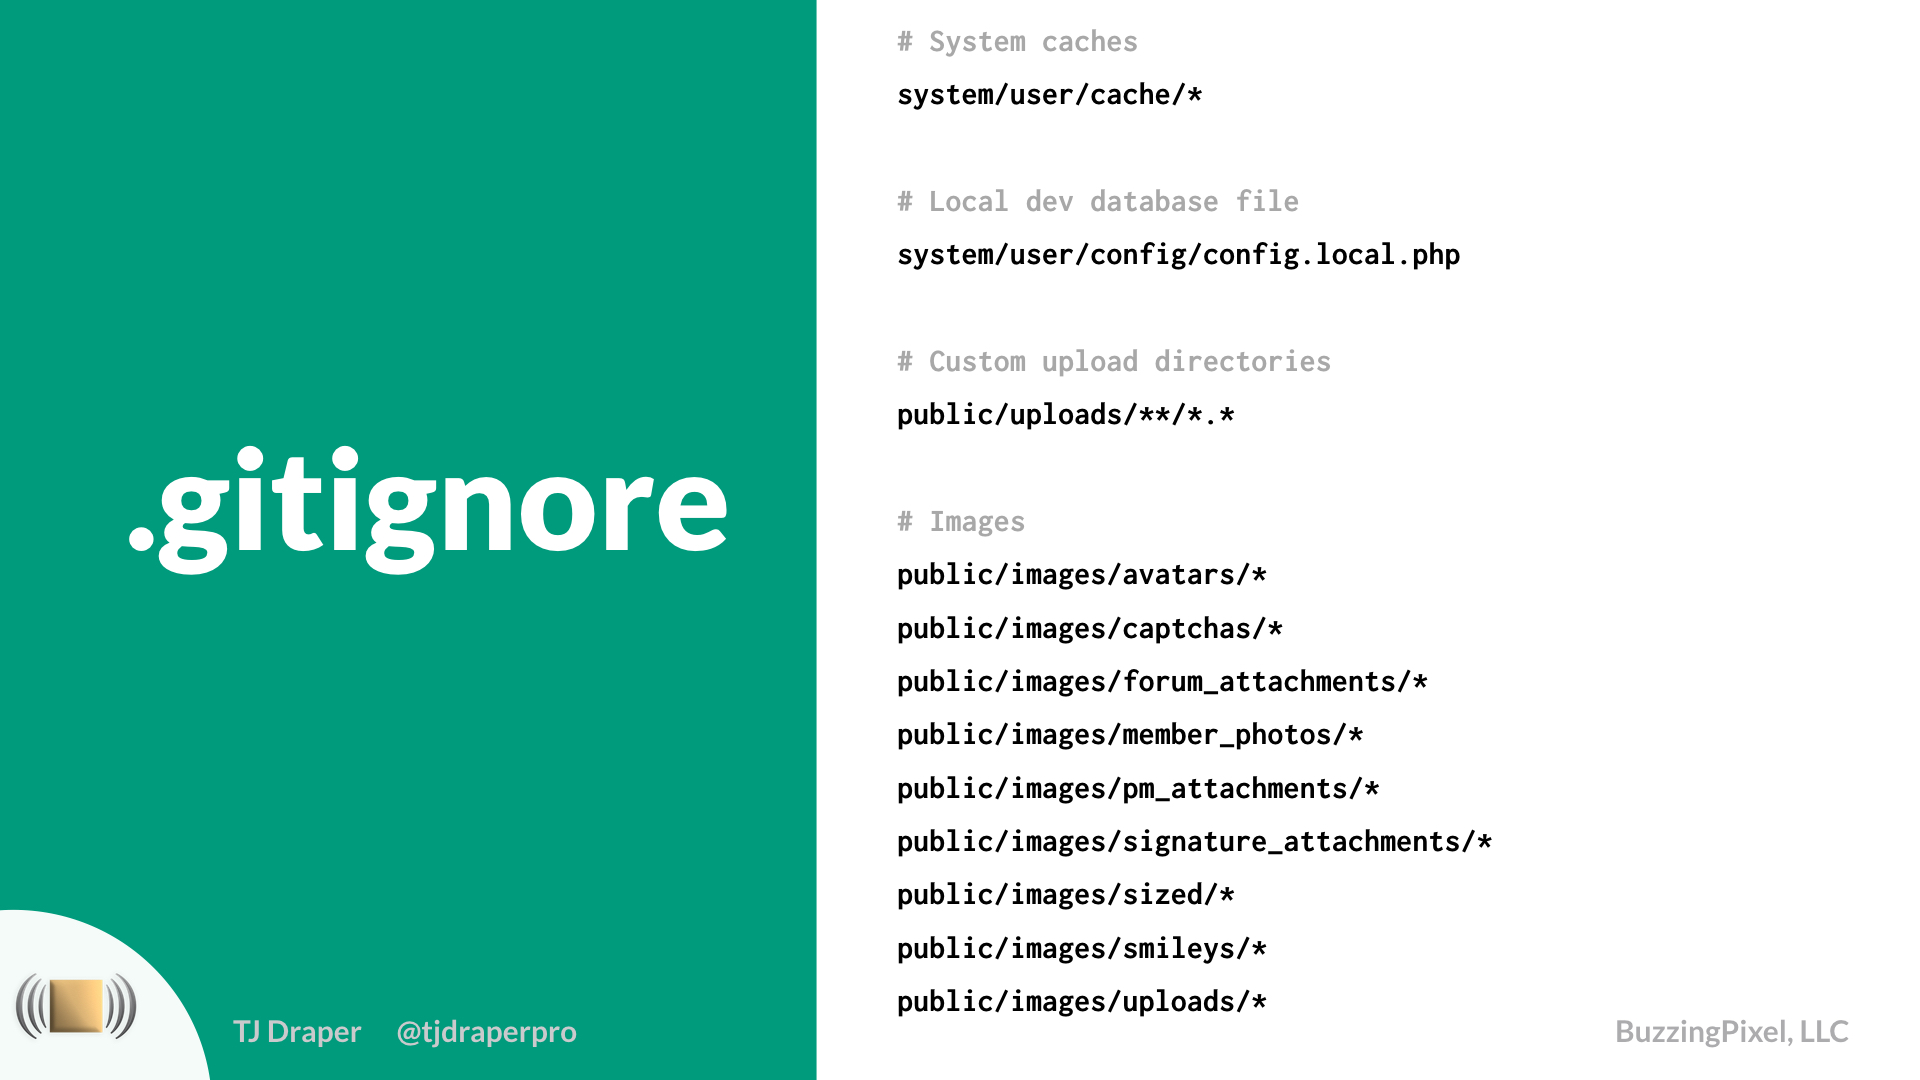 .gitignore
# System caches
system/user/cache/*
# Local dev database file
system/user/config/config.local.php
# Custom upload directories
public/uploads/**/*.*
# Images
public/images/avatars/*
public/images/captchas/*
public/images/forum_attachments/*
public/images/member_photos/*
public/images/pm_attachments/*
public/images/signature_attachments/*
public/images/sized/*
public/images/smileys/*
public/images/uploads/*
TJ Draper @tjdraperpro
BuzzingPixel, LLC